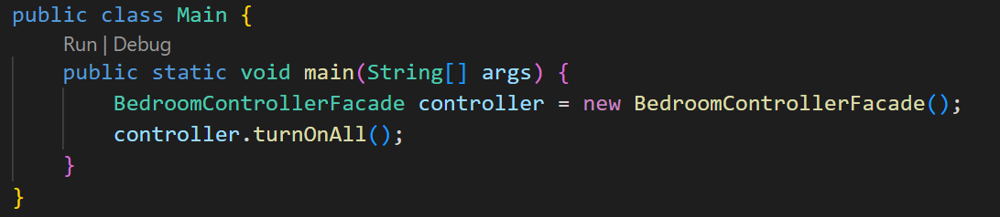 public class Main {
Run | Debug
public static void main(String[] args) {
BedroomControllerFacade controller = new BedroomControllerFacade();
controller.turnOnAll();
}
}